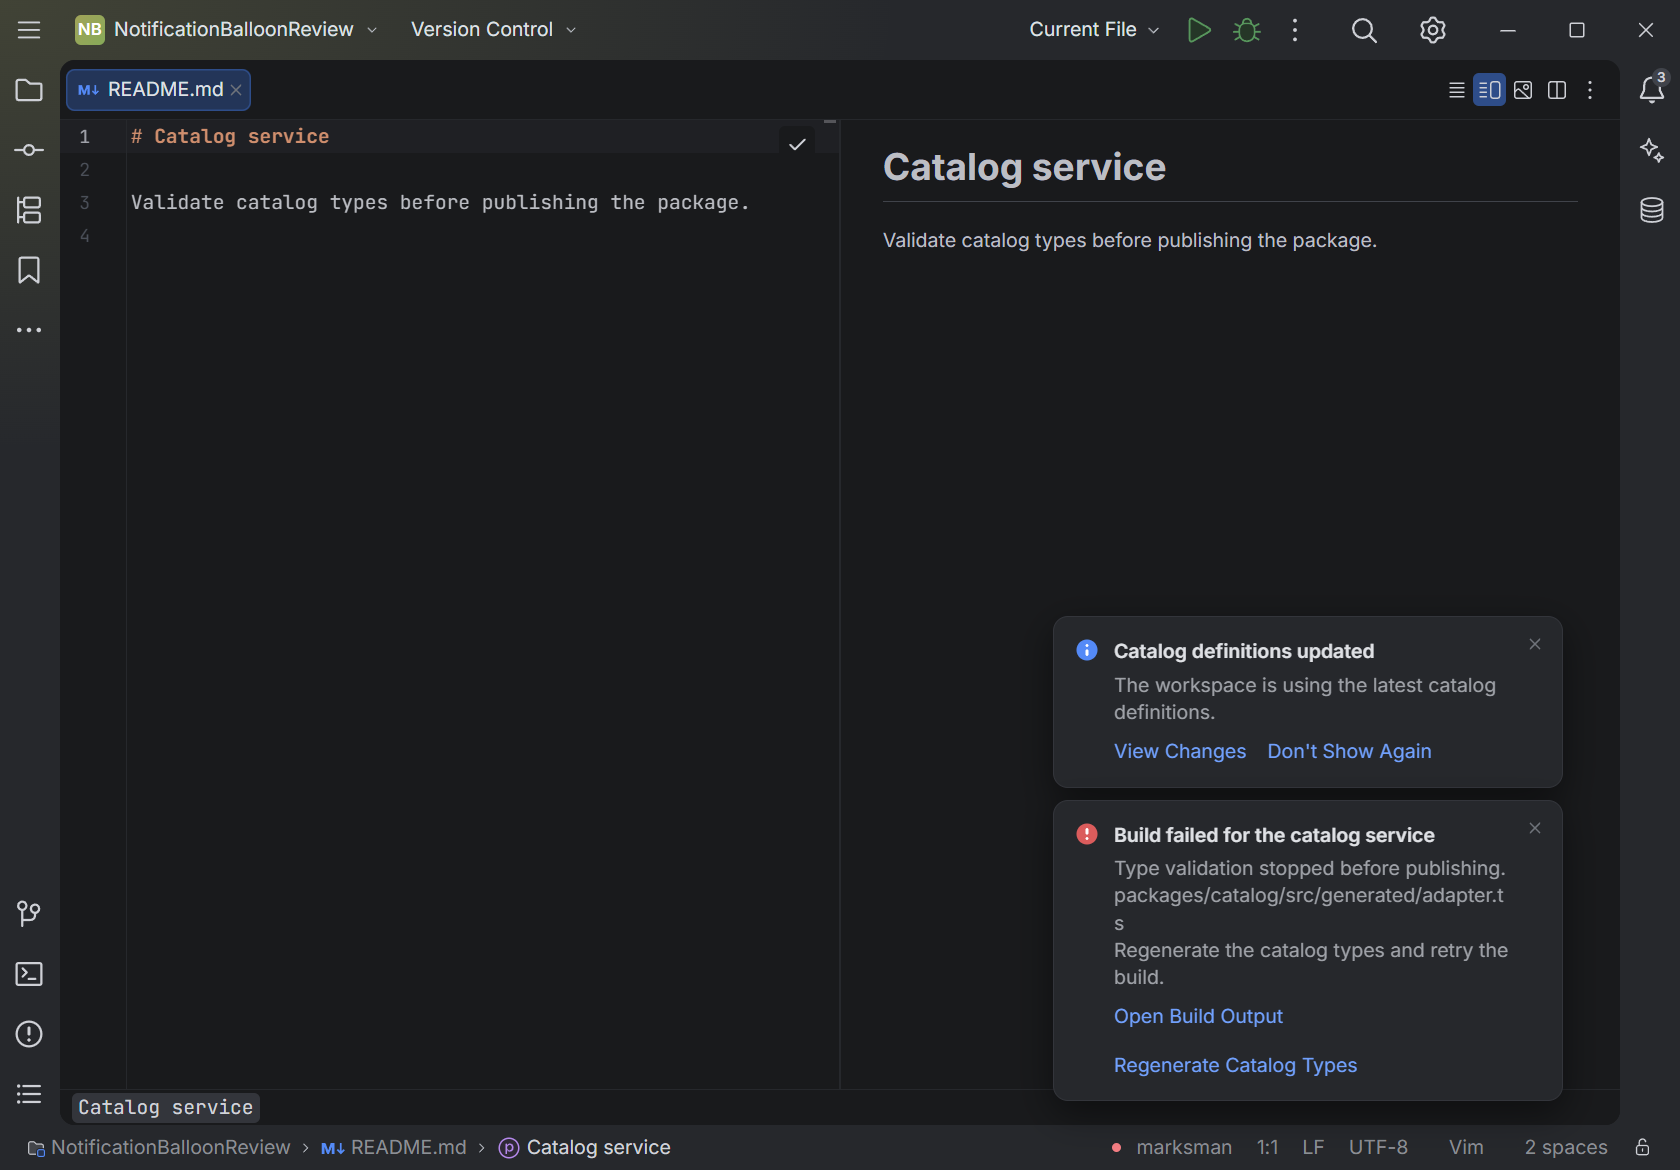 NB NotificationBalloonReview Version Control Current File
M↓ README.md 3
1 # Catalog service
2
3 Validate catalog types before publishing the package.
4
Catalog service
Validate catalog types before publishing the package.
Catalog definitions updated
The workspace is using the latest catalog
definitions.
View Changes Don't Show Again
Build failed for the catalog service
Type validation stopped before publishing.
packages/catalog/src/generated/adapter.t
s
Regenerate the catalog types and retry the
build.
Open Build Output
Regenerate Catalog Types
Catalog service
NotificationBalloonReview › M↓ README.md › p Catalog service marksman 1:1 LF UTF-8 Vim 2 spaces